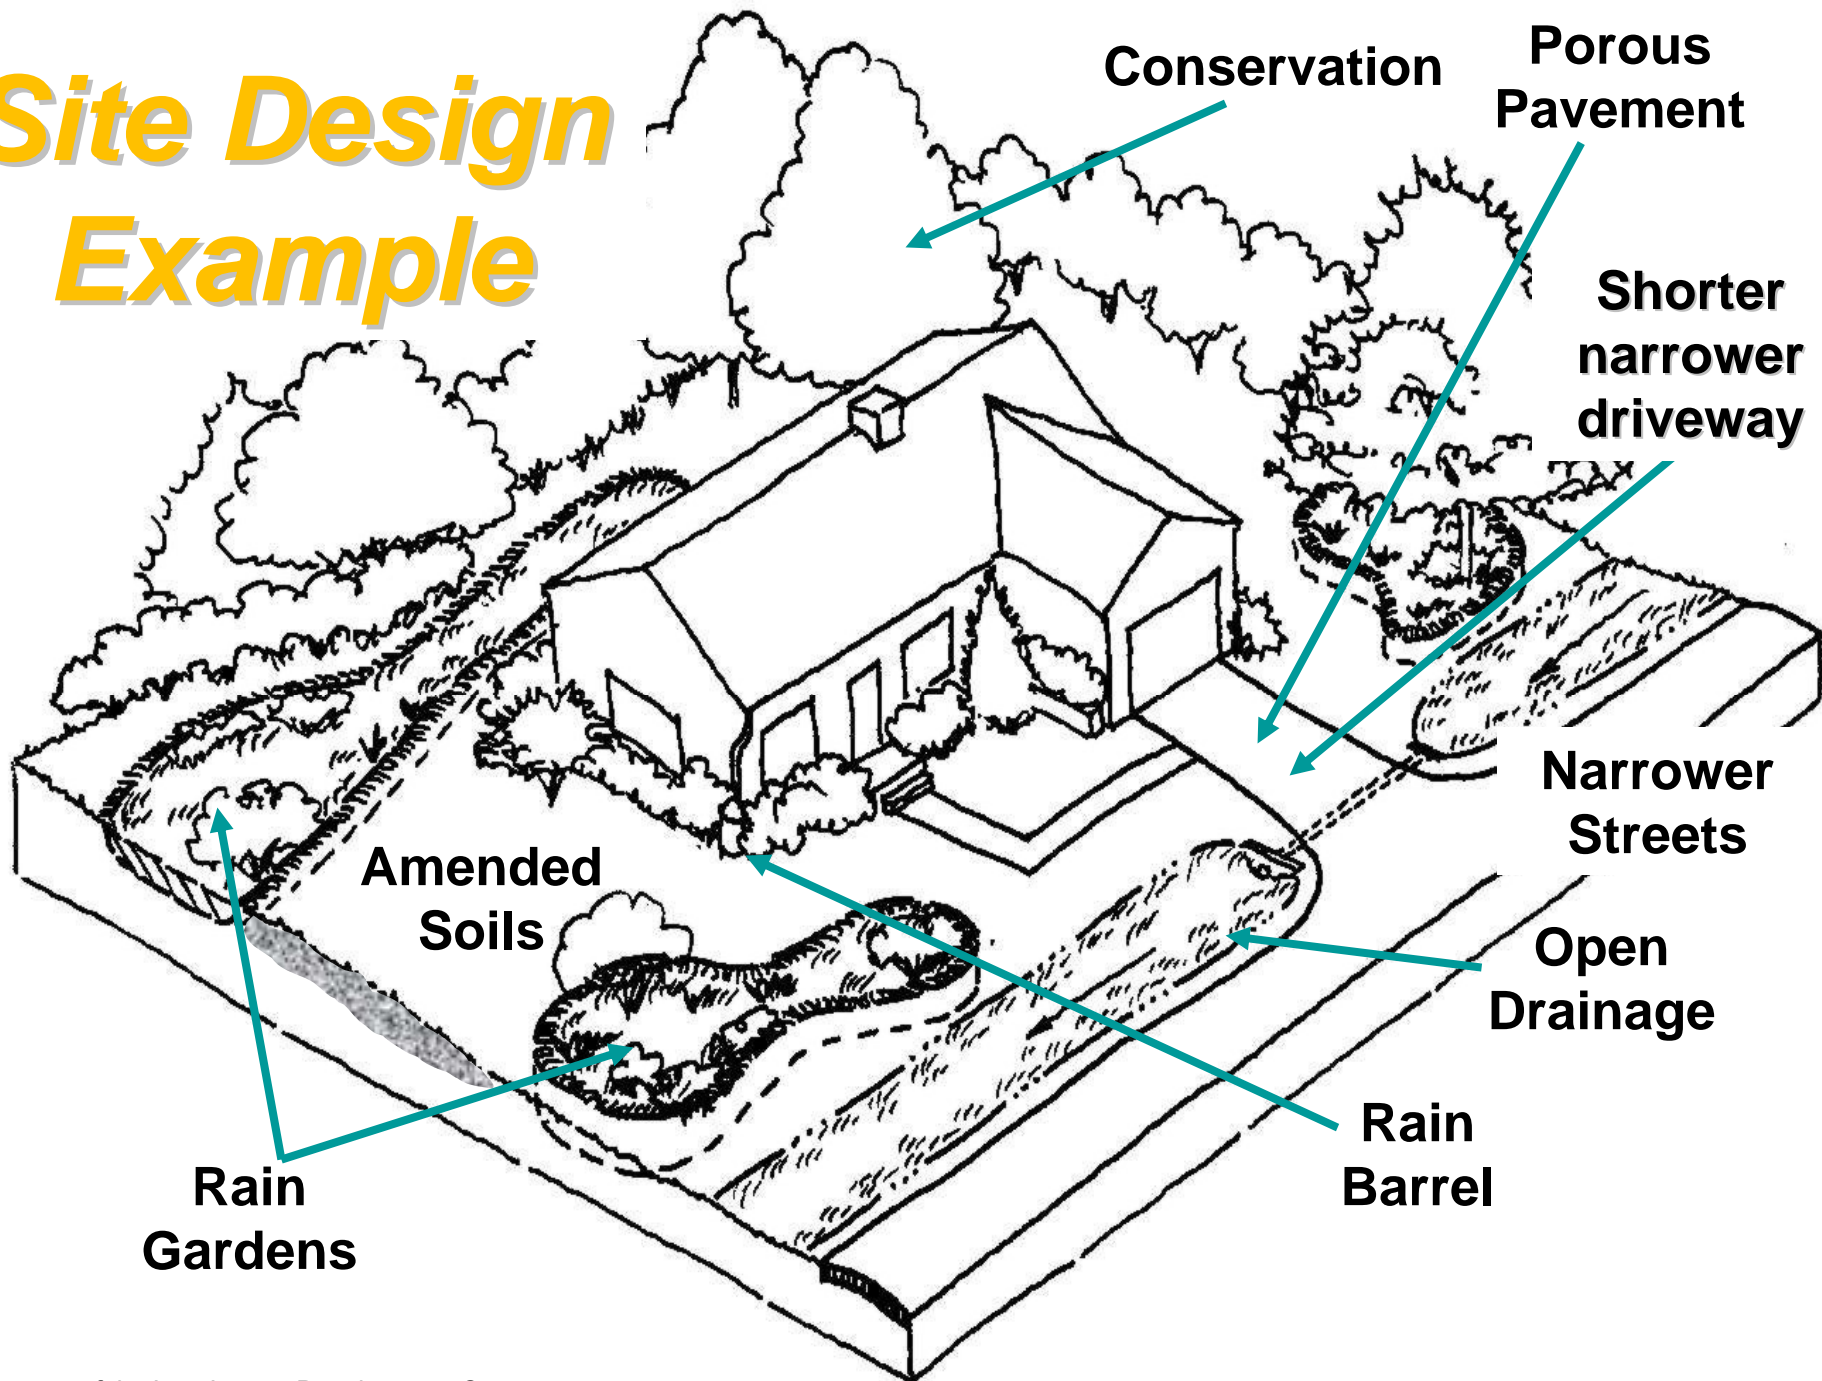 Site Design
Example
Conservation
Porous
Pavement
Shorter
narrower
driveway
Narrower
Streets
Amended
Soils
Open
Drainage
Rain
Barrel
Rain
Gardens